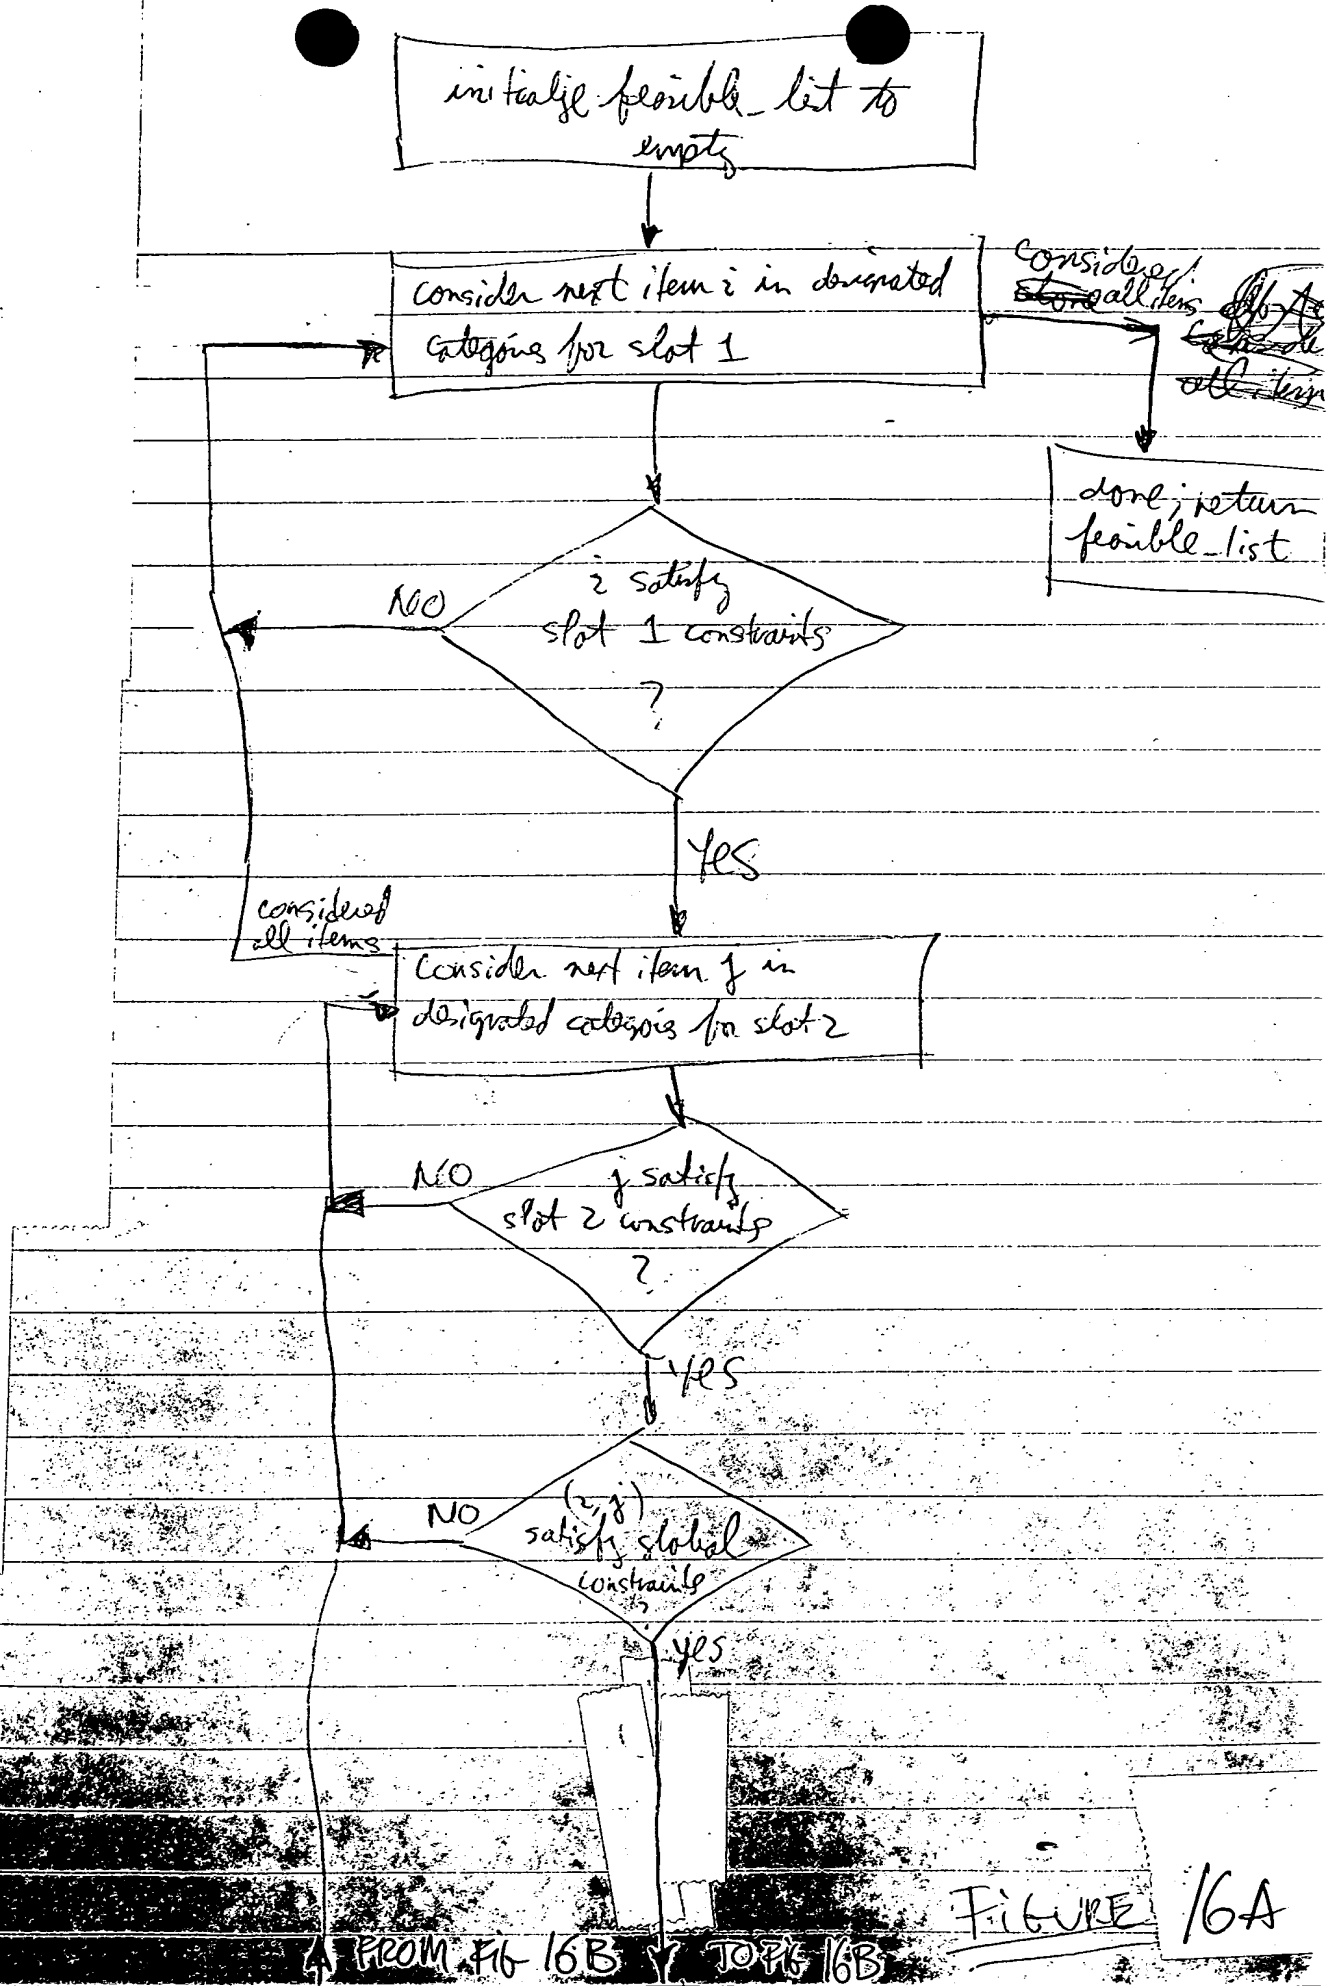 initialize feasible_list to
empty
consider next item i in designated
categories for slot 1
Considered
all items
done; return
feasible_list
i satisfy
slot 1 constraints
?
NO
YES
considered
all items
Consider next item j in
designated categories for slot 2
NO
j satisfy
slot 2 constraints
?
YES
NO
(i, j)
satisfy global
constraints
?
yes
FIGURE 16A
FROM FIG 16B
TO FIG 16B